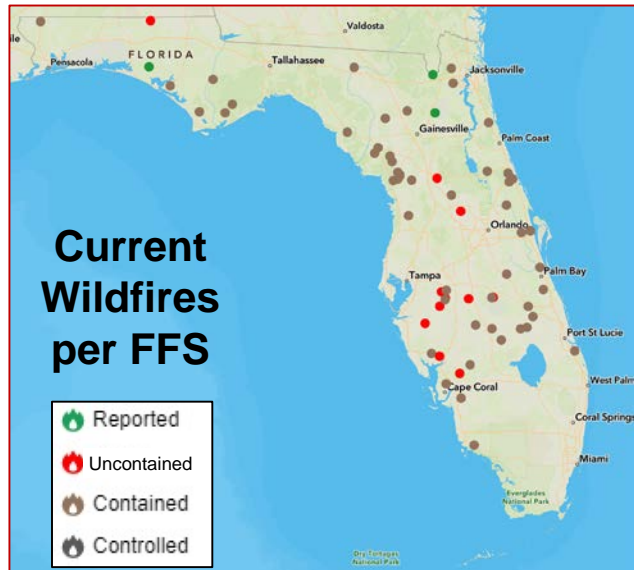 Valdosta
ile
FLORIDA
Pensacola
Tallahassee
Jacksonville
Gainesville
Palm Coast
Orlando
Tampa
Palm Bay
Port St Lucie
Cape Coral
West Palm
Coral Springs
Miami
Everglades
National Park
Dry Tortugas
National Park
Current
Wildfires
per FFS
Reported
Uncontained
Contained
Controlled